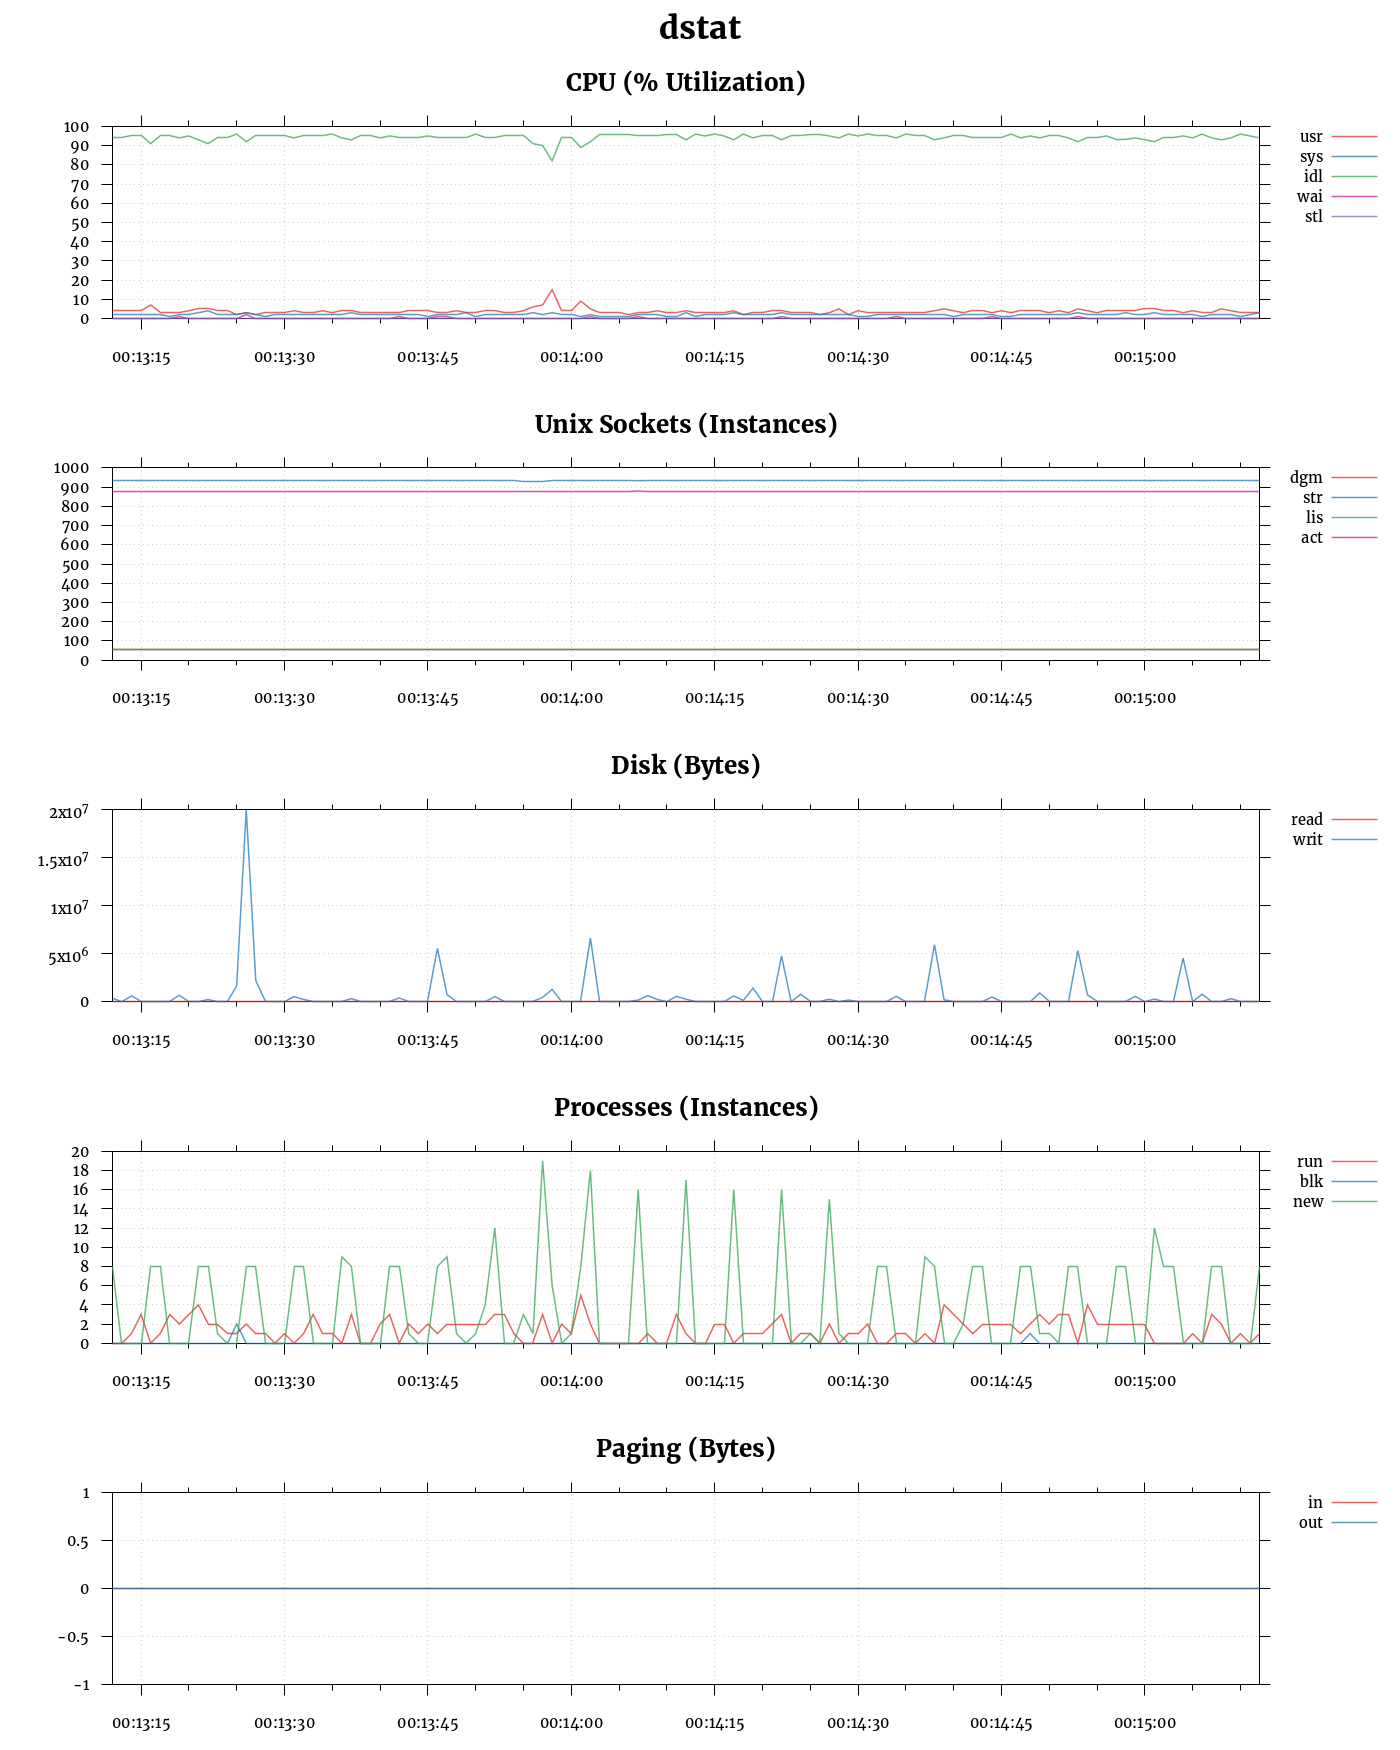 dstat
CPU (% Utilization)
100
90
80
70
60
50
40
30
20
10
0
usr
sys
idl
wai
stl
00:13:15 00:13:30 00:13:45 00:14:00 00:14:15 00:14:30 00:14:45 00:15:00
Unix Sockets (Instances)
1000
900
800
700
600
500
400
300
200
100
0
dgm
str
lis
act
00:13:15 00:13:30 00:13:45 00:14:00 00:14:15 00:14:30 00:14:45 00:15:00
Disk (Bytes)
2x10⁷
1.5x10⁷
1x10⁷
5x10⁶
0
read
writ
00:13:15 00:13:30 00:13:45 00:14:00 00:14:15 00:14:30 00:14:45 00:15:00
Processes (Instances)
20
18
16
14
12
10
8
6
4
2
0
run
blk
new
00:13:15 00:13:30 00:13:45 00:14:00 00:14:15 00:14:30 00:14:45 00:15:00
Paging (Bytes)
1
0.5
0
-0.5
-1
in
out
00:13:15 00:13:30 00:13:45 00:14:00 00:14:15 00:14:30 00:14:45 00:15:00